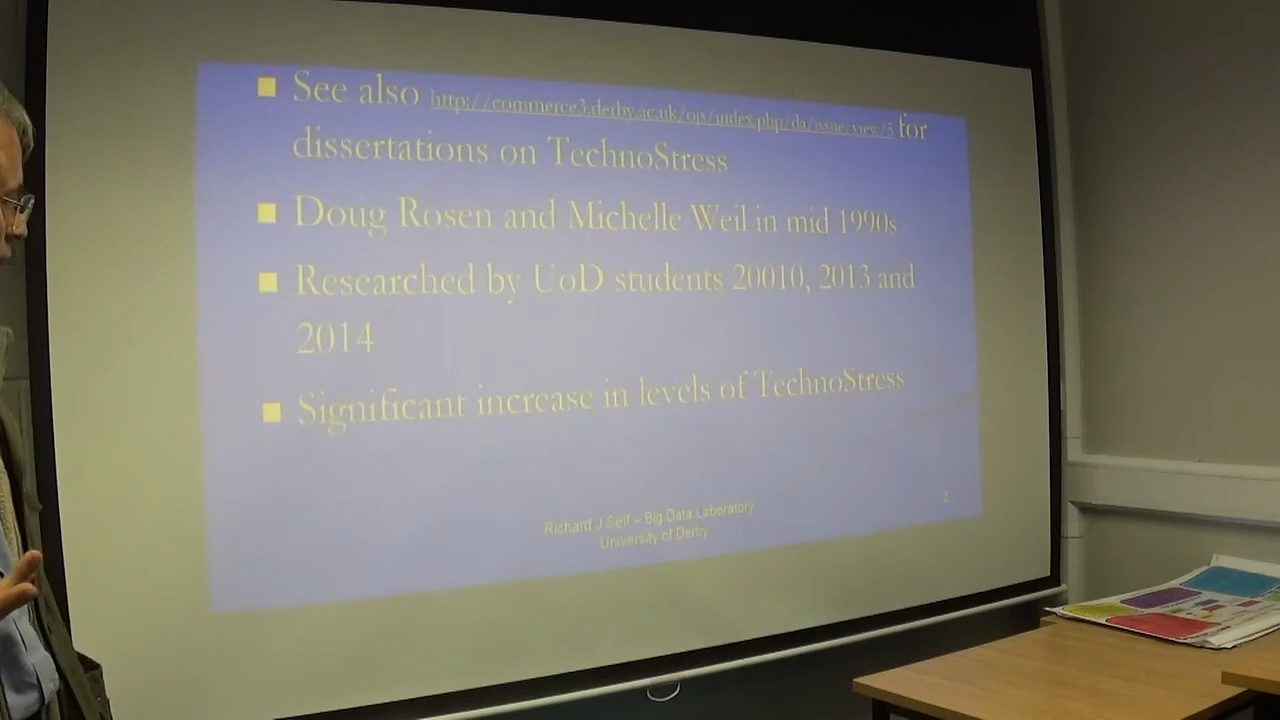 See also http://commerce3.derby.ac.uk/ojs/index.php/da/issue/view/5 for
dissertations on TechnoStress
Doug Rosen and Michelle Weil in mid 1990s
Researched by UoD students 20010, 2013 and
2014
Significant increase in levels of TechnoStress
Richard J Self – Big Data Laboratory
University of Derby